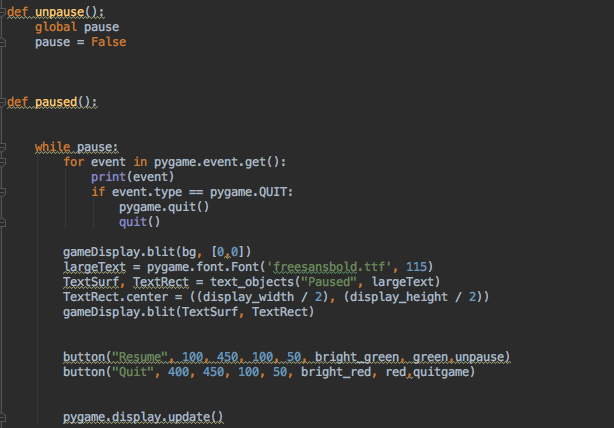 def unpause():
    global pause
    pause = False
def paused():
    while pause:
        for event in pygame.event.get():
            print(event)
            if event.type == pygame.QUIT:
                pygame.quit()
                quit()
        gameDisplay.blit(bg, [0,0])
        largeText = pygame.font.Font('freesansbold.ttf', 115)
        TextSurf, TextRect = text_objects("Paused", largeText)
        TextRect.center = ((display_width / 2), (display_height / 2))
        gameDisplay.blit(TextSurf, TextRect)
        button("Resume", 100, 450, 100, 50, bright_green, green,unpause)
        button("Quit", 400, 450, 100, 50, bright_red, red,quitgame)
        pygame.display.update()